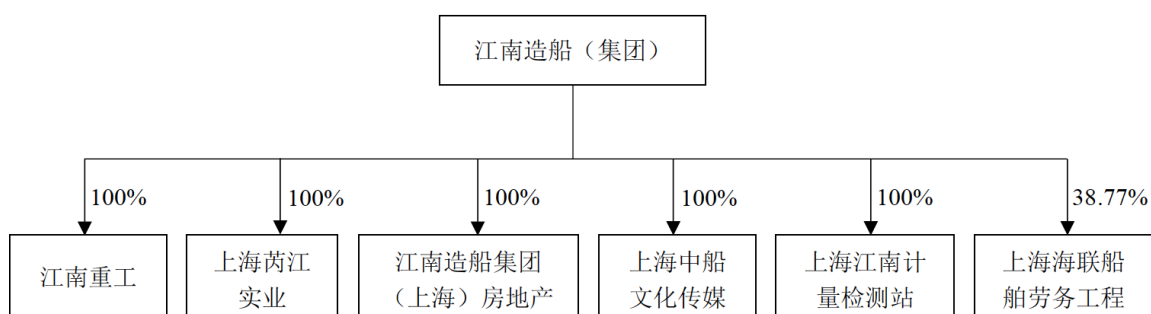 江南造船（集团）
100%
100%
100%
100%
100%
38.77%
江南重工
上海芮江
实业
江南造船集团
（上海）房地产
上海中船
文化传媒
上海江南计
量检测站
上海海联船
舶劳务工程